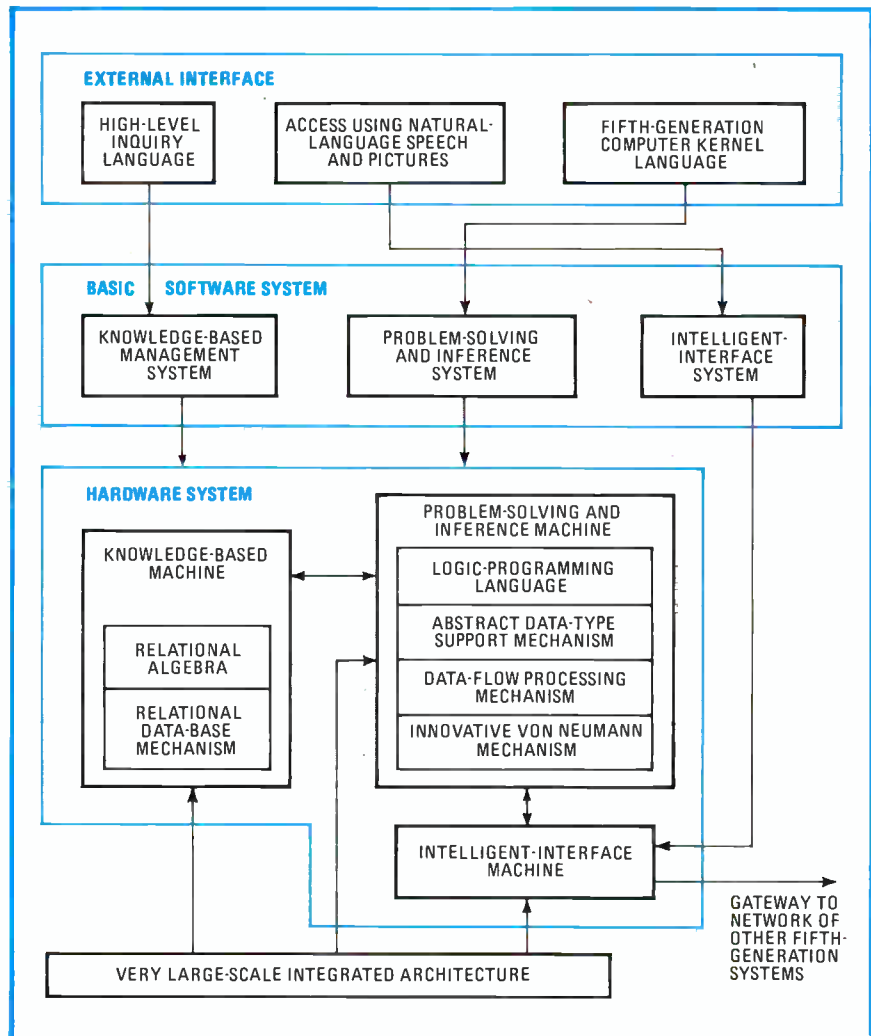 EXTERNAL INTERFACE
HIGH-LEVEL
INQUIRY
LANGUAGE
ACCESS USING NATURAL-
LANGUAGE SPEECH
AND PICTURES
FIFTH-GENERATION
COMPUTER KERNEL
LANGUAGE
BASIC SOFTWARE SYSTEM
KNOWLEDGE-BASED
MANAGEMENT
SYSTEM
PROBLEM-SOLVING
AND INFERENCE
SYSTEM
INTELLIGENT-
INTERFACE
SYSTEM
HARDWARE SYSTEM
KNOWLEDGE-BASED
MACHINE
RELATIONAL
ALGEBRA
RELATIONAL
DATA-BASE
MECHANISM
PROBLEM-SOLVING AND
INFERENCE MACHINE
LOGIC-PROGRAMMING
LANGUAGE
ABSTRACT DATA-TYPE
SUPPORT MECHANISM
DATA-FLOW PROCESSING
MECHANISM
INNOVATIVE VON NEUMANN
MECHANISM
INTELLIGENT-INTERFACE
MACHINE
GATEWAY TO
NETWORK OF
OTHER FIFTH-
GENERATION
SYSTEMS
VERY LARGE-SCALE INTEGRATED ARCHITECTURE